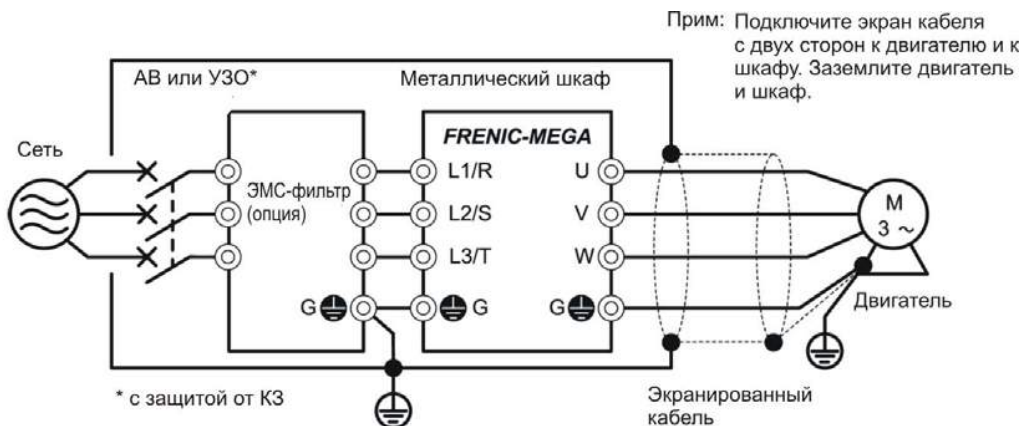 Прим: Подключите экран кабеля
с двух сторон к двигателю и к
шкафу. Заземлите двигатель
и шкаф.
АВ или УЗО*
Металлический шкаф
FRENIC-MEGA
Сеть
ЭМС-фильтр
(опция)
L1/R
U
L2/S
V
L3/T
W
G
G
G
M
3 ~
Двигатель
* с защитой от КЗ
Экранированный
кабель